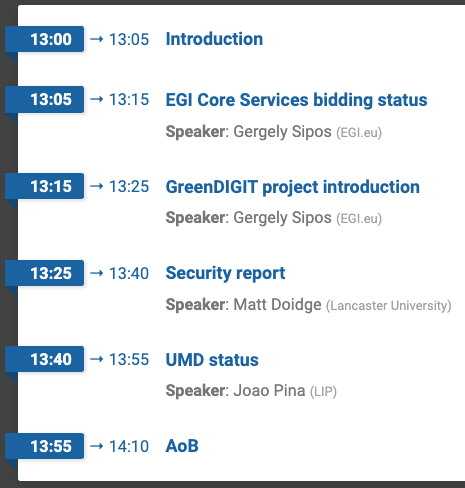 13:00 → 13:05 Introduction
13:05 → 13:15 EGI Core Services bidding status
Speaker: Gergely Sipos (EGI.eu)
13:15 → 13:25 GreenDIGIT project introduction
Speaker: Gergely Sipos (EGI.eu)
13:25 → 13:40 Security report
Speaker: Matt Doidge (Lancaster University)
13:40 → 13:55 UMD status
Speaker: Joao Pina (LIP)
13:55 → 14:10 AoB